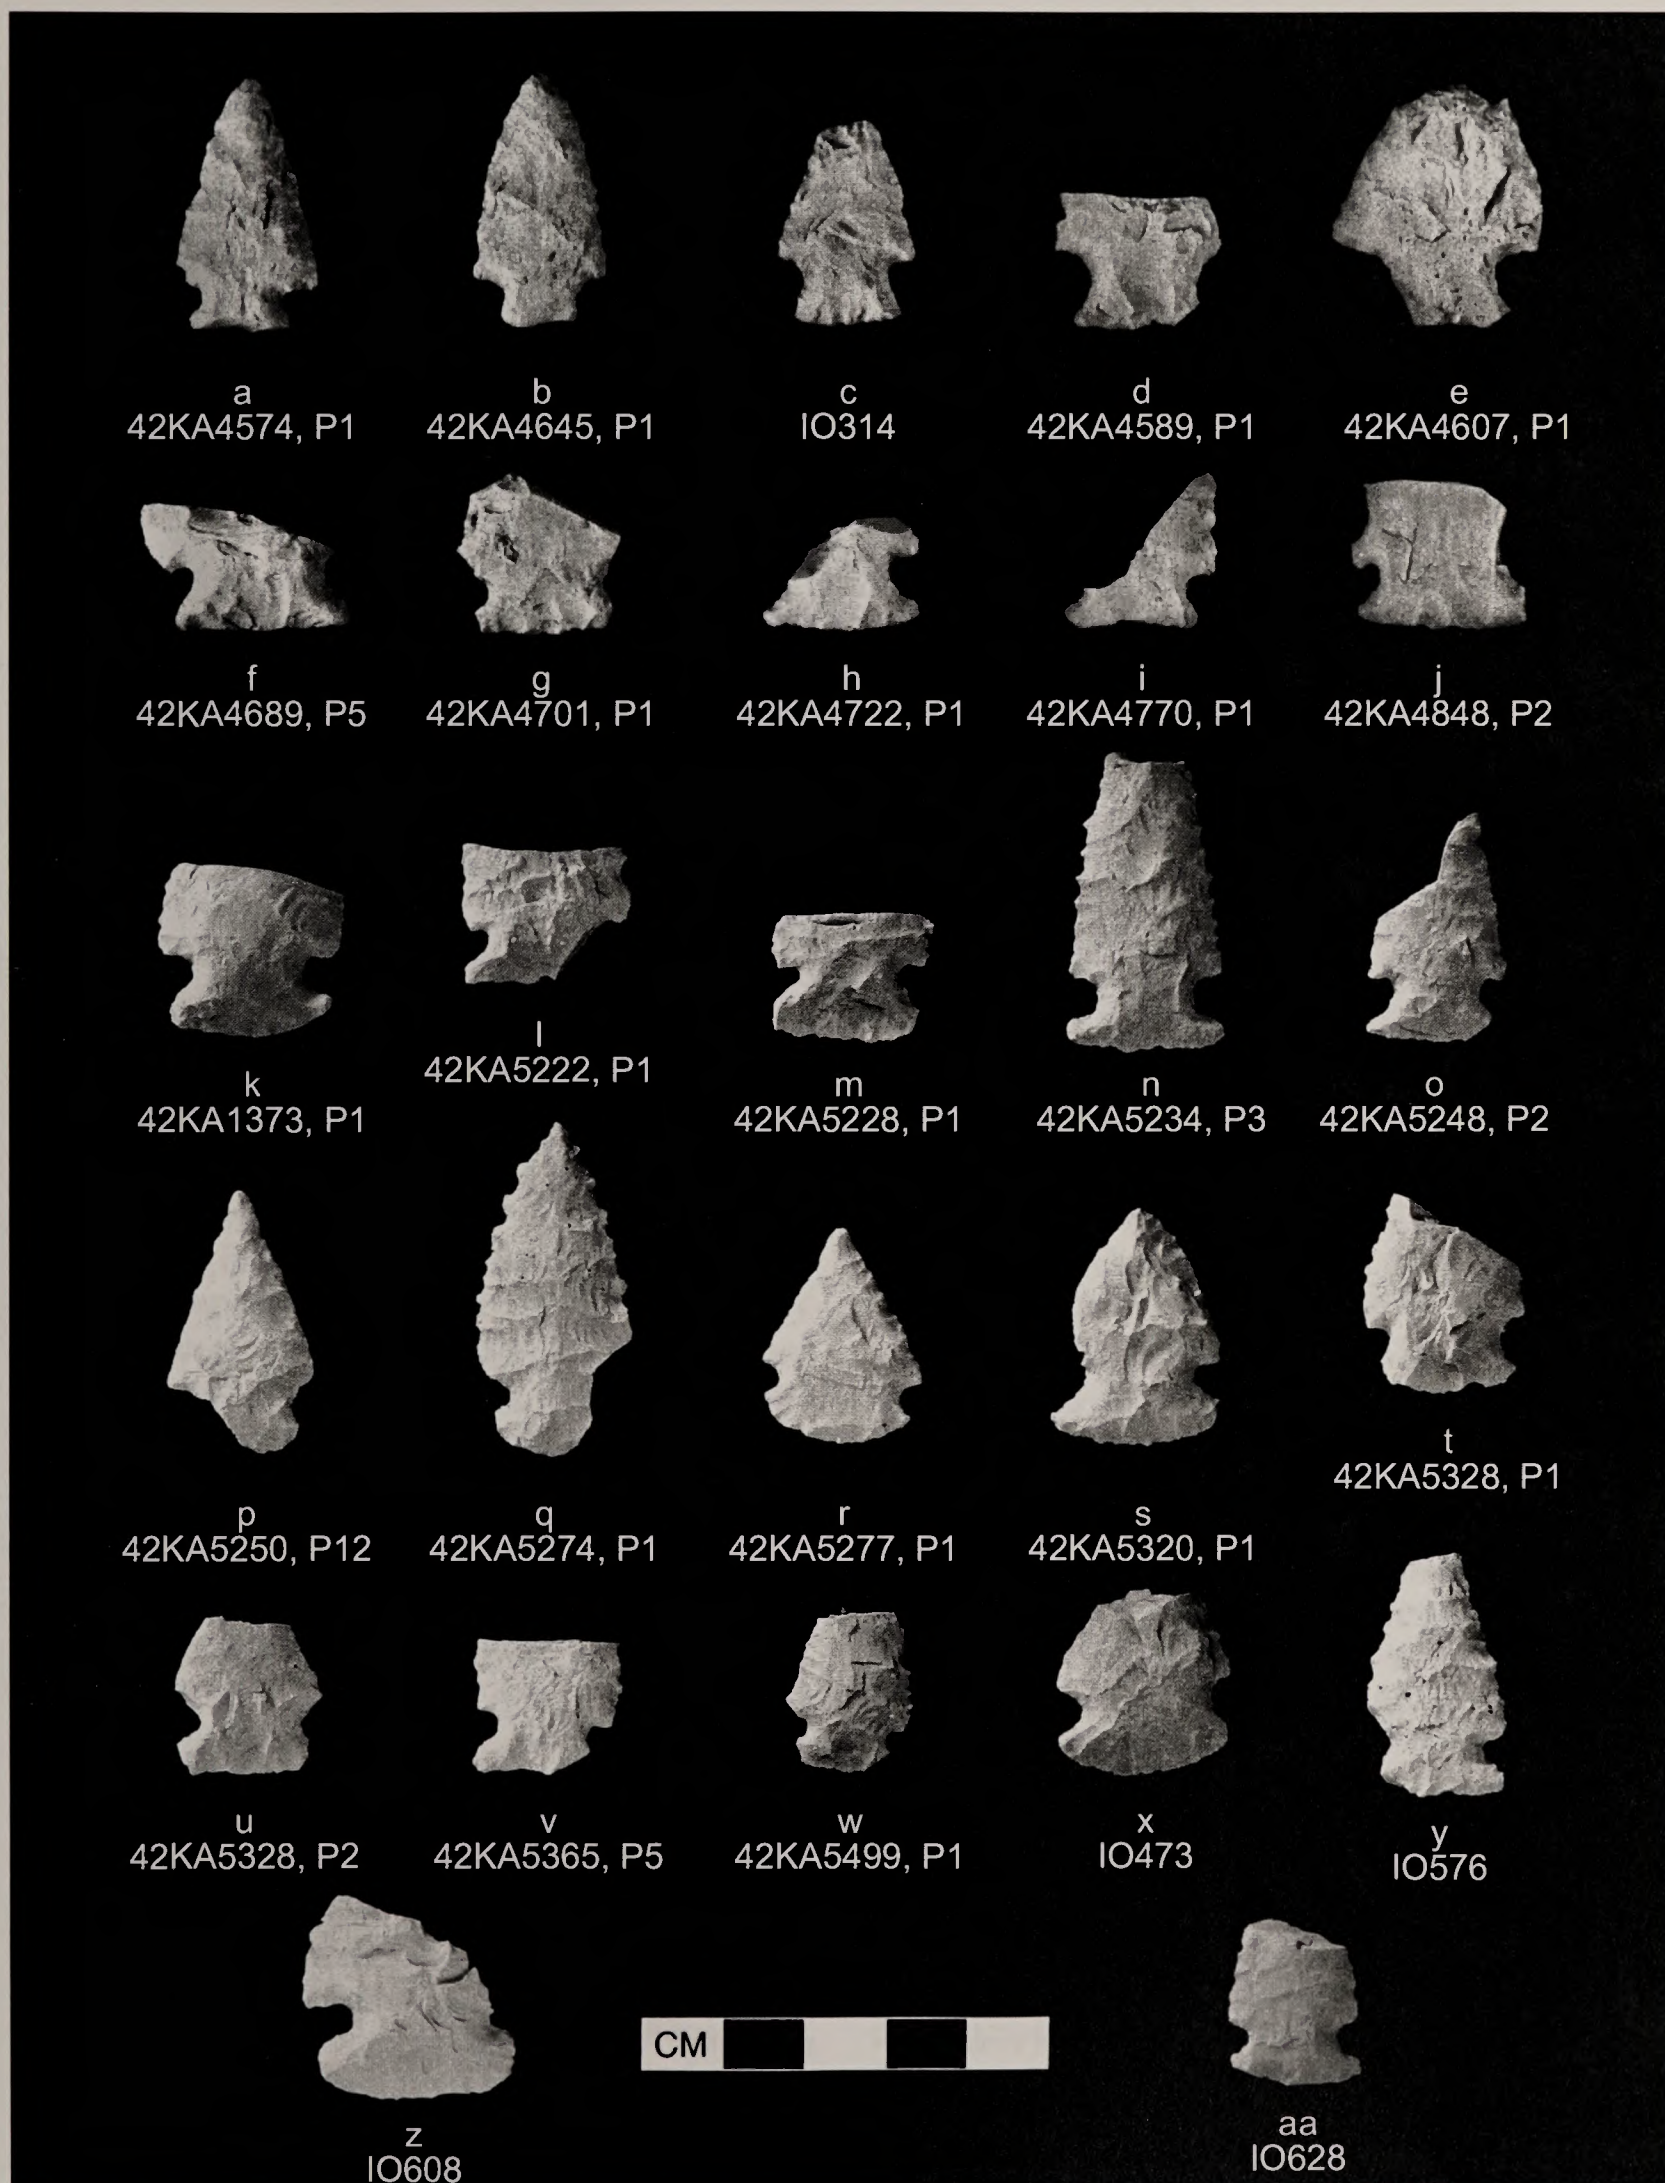 a
42KA4574, P1
b
42KA4645, P1
c
IO314
d
42KA4589, P1
e
42KA4607, P1
f
42KA4689, P5
g
42KA4701, P1
h
42KA4722, P1
i
42KA4770, P1
j
42KA4848, P2
k
42KA1373, P1
l
42KA5222, P1
m
42KA5228, P1
n
42KA5234, P3
o
42KA5248, P2
p
42KA5250, P12
q
42KA5274, P1
r
42KA5277, P1
s
42KA5320, P1
t
42KA5328, P1
u
42KA5328, P2
v
42KA5365, P5
w
42KA5499, P1
x
IO473
y
IO576
z
IO608
CM
aa
IO628